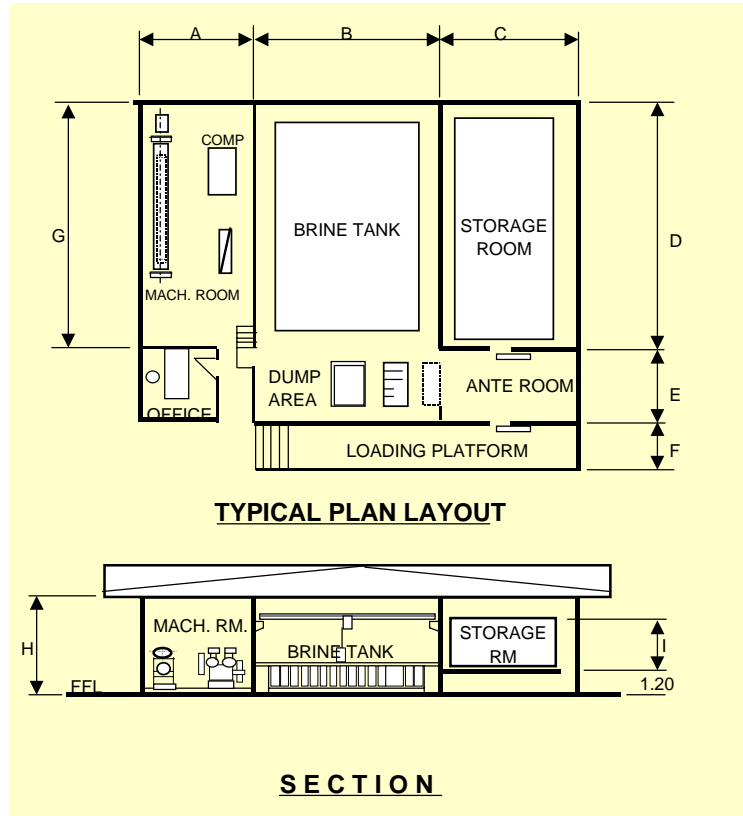 A
B
C
COMP
G
BRINE TANK
STORAGE
ROOM
D
MACH. ROOM
DUMP
AREA
ANTE ROOM
E
OFFICE
LOADING PLATFORM
F
TYPICAL PLAN LAYOUT
MACH. RM.
STORAGE
RM
H
BRINE TANK
I
FFL
1.20
SECTION